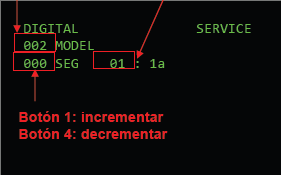 DIGITAL SERVICE
002 MODEL
000 SEG 01 : 1a
Botón 1: incrementar
Botón 4: decrementar